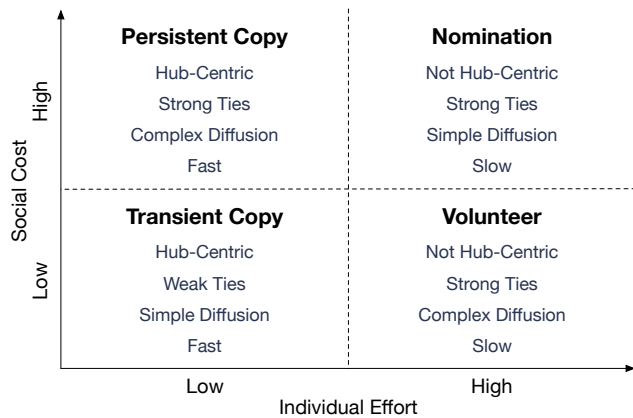 Persistent Copy
Hub-Centric
Strong Ties
Complex Diffusion
Fast
Nomination
Not Hub-Centric
Strong Ties
Simple Diffusion
Slow
Transient Copy
Hub-Centric
Weak Ties
Simple Diffusion
Fast
Volunteer
Not Hub-Centric
Strong Ties
Complex Diffusion
Slow
Social Cost
High
Low
Low
High
Individual Effort